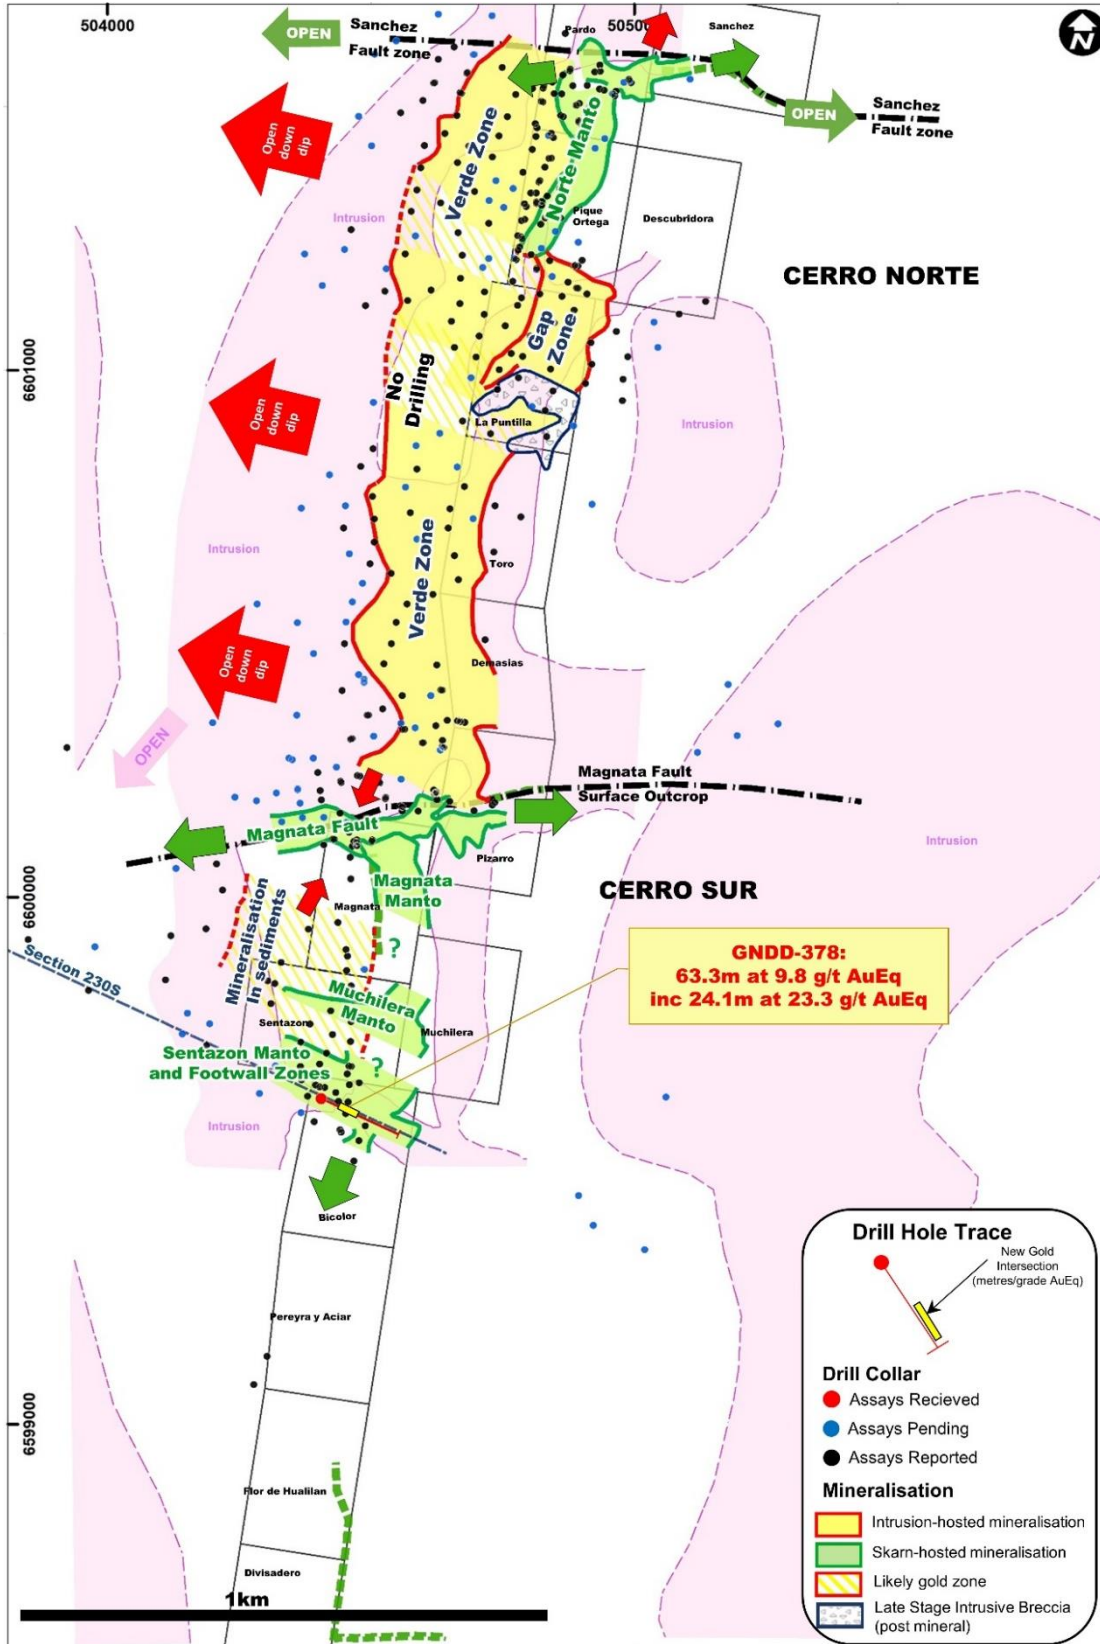 504000
50500
N
OPEN
Sanchez
Fault zone
Pardo
Sanchez
OPEN
Sanchez
Fault zone
Open
down
dip
Verde Zone
Norte Manto
Intrusion
Pique
Ortega
Descubridora
CERRO NORTE
Gap
Zone
6601000
No
Drilling
Open
down
dip
La Puntilla
Intrusion
Intrusion
Verde Zone
Toro
Open
down
dip
Demasias
OPEN
Magnata Fault
Surface Outcrop
Magnata Fault
Pizarro
Intrusion
Magnata
Manto
CERRO SUR
6600000
Magnata
Mineralisation
In sediments
?
Section 230S
GNDD-378:
63.3m at 9.8 g/t AuEq
inc 24.1m at 23.3 g/t AuEq
Muchilera
Manto
Sentazon
Muchilera
Sentazon Manto
and Footwall Zones
?
Intrusion
Bicolor
Pereyra y Aciar
6599000
Flor de Hualilan
Divisadero
1km
Drill Hole Trace
New Gold
Intersection
(metres/grade AuEq)
Drill Collar
Assays Recieved
Assays Pending
Assays Reported
Mineralisation
Intrusion-hosted mineralisation
Skarn-hosted mineralisation
Likely gold zone
Late Stage Intrusive Breccia
(post mineral)